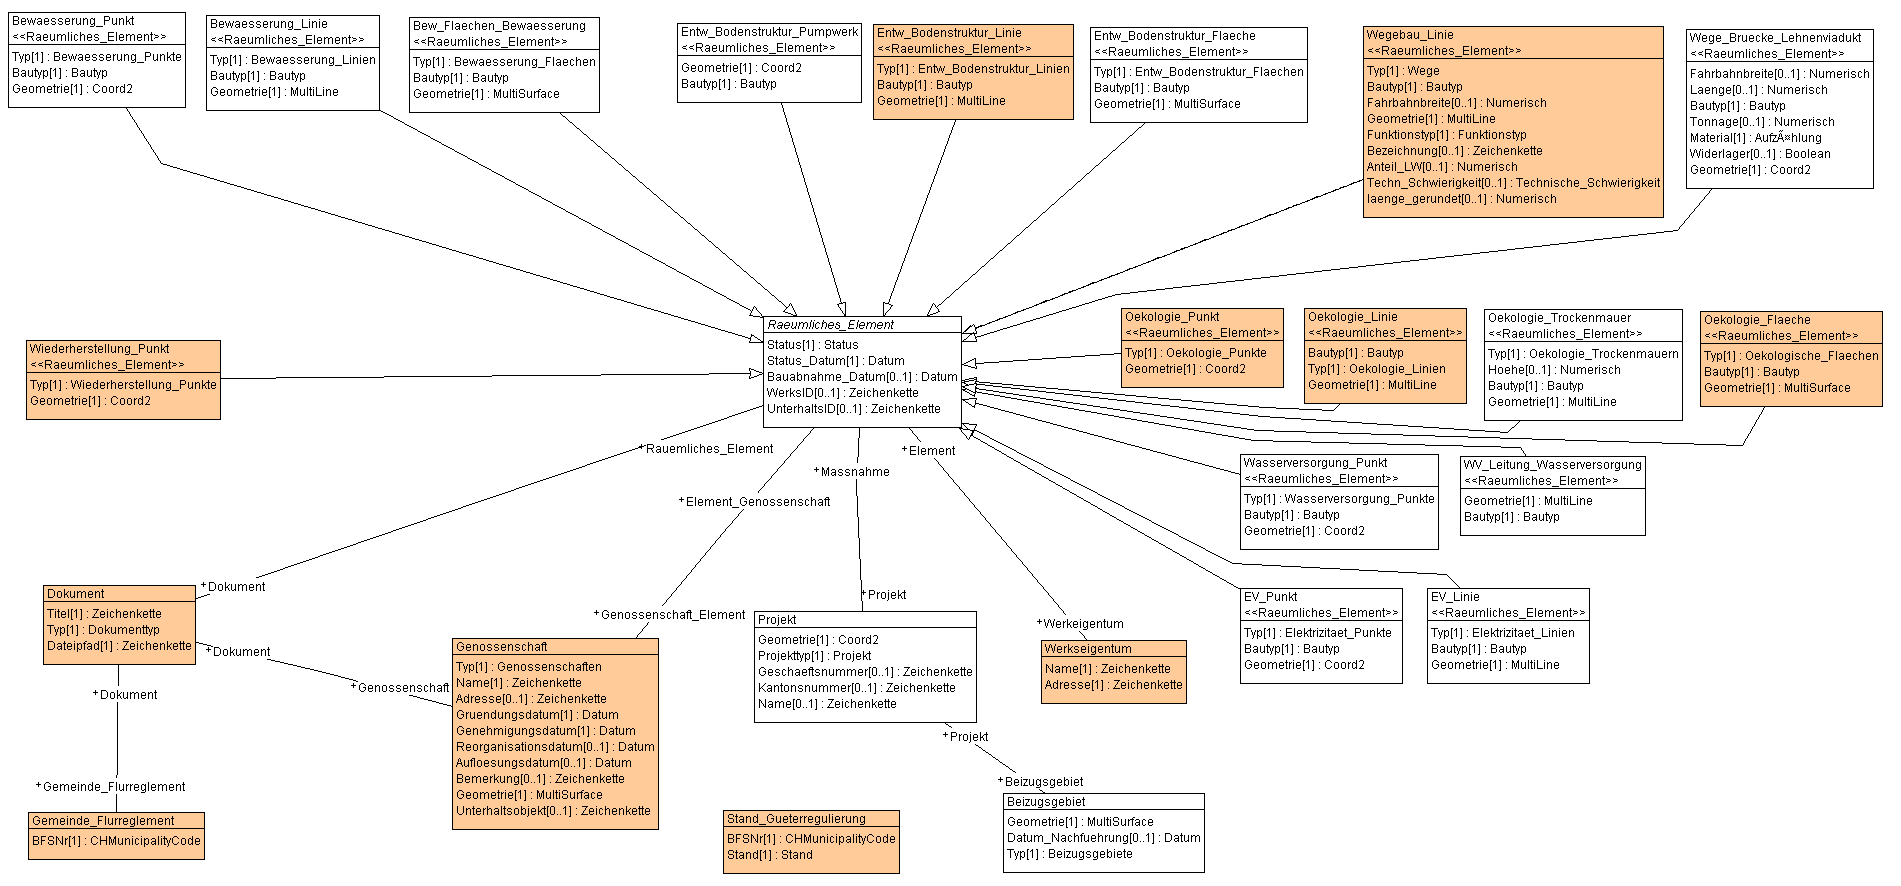 Bewaesserung_Punkt
<<Raeumliches_Element>>
Typ[1] : Bewaesserung_Punkte
Bautyp[1] : Bautyp
Geometrie[1] : Coord2
Bewaesserung_Linie
<<Raeumliches_Element>>
Typ[1] : Bewaesserung_Linien
Bautyp[1] : Bautyp
Geometrie[1] : MultiLine
Bew_Flaechen_Bewaesserung
<<Raeumliches_Element>>
Typ[1] : Bewaesserung_Flaechen
Bautyp[1] : Bautyp
Geometrie[1] : MultiSurface
Entw_Bodenstruktur_Pumpwerk
<<Raeumliches_Element>>
Geometrie[1] : Coord2
Bautyp[1] : Bautyp
Entw_Bodenstruktur_Linie
<<Raeumliches_Element>>
Typ[1] : Entw_Bodenstruktur_Linien
Bautyp[1] : Bautyp
Geometrie[1] : MultiLine
Entw_Bodenstruktur_Flaeche
<<Raeumliches_Element>>
Typ[1] : Entw_Bodenstruktur_Flaechen
Bautyp[1] : Bautyp
Geometrie[1] : MultiSurface
Wegebau_Linie
<<Raeumliches_Element>>
Typ[1] : Wege
Bautyp[1] : Bautyp
Fahrbahnbreite[0..1] : Numerisch
Geometrie[1] : MultiLine
Funktionstyp[1] : Funktionstyp
Bezeichnung[0..1] : Zeichenkette
Anteil_LW[0..1] : Numerisch
Techn_Schwierigkeit[0..1] : Technische_Schwierigkeit
laenge_gerundet[0..1] : Numerisch
Wege_Bruecke_Lehnenviadukt
<<Raeumliches_Element>>
Fahrbahnbreite[0..1] : Numerisch
Laenge[0..1] : Numerisch
Bautyp[1] : Bautyp
Tonnage[0..1] : Numerisch
Material[1] : AufzÃ¤hlung
Widerlager[0..1] : Boolean
Geometrie[1] : Coord2
Raeumliches_Element
Status[1] : Status
Status_Datum[1] : Datum
Bauabnahme_Datum[0..1] : Datum
WerksID[0..1] : Zeichenkette
UnterhaltsID[0..1] : Zeichenkette
Wiederherstellung_Punkt
<<Raeumliches_Element>>
Typ[1] : Wiederherstellung_Punkte
Geometrie[1] : Coord2
Oekologie_Punkt
<<Raeumliches_Element>>
Typ[1] : Oekologie_Punkte
Geometrie[1] : Coord2
Oekologie_Linie
<<Raeumliches_Element>>
Bautyp[1] : Bautyp
Typ[1] : Oekologie_Linien
Geometrie[1] : MultiLine
Oekologie_Trockenmauer
<<Raeumliches_Element>>
Typ[1] : Oekologie_Trockenmauern
Hoehe[0..1] : Numerisch
Bautyp[1] : Bautyp
Geometrie[1] : MultiLine
Oekologie_Flaeche
<<Raeumliches_Element>>
Typ[1] : Oekologische_Flaechen
Bautyp[1] : Bautyp
Geometrie[1] : MultiSurface
+Rauemliches_Element
+Massnahme
+Element
+Element_Genossenschaft
Wasserversorgung_Punkt
<<Raeumliches_Element>>
Typ[1] : Wasserversorgung_Punkte
Bautyp[1] : Bautyp
Geometrie[1] : Coord2
WV_Leitung_Wasserversorgung
<<Raeumliches_Element>>
Geometrie[1] : MultiLine
Bautyp[1] : Bautyp
+Dokument
+Genossenschaft_Element
+Projekt
+Werkeigentum
Dokument
Titel[1] : Zeichenkette
Typ[1] : Dokumenttyp
Dateipfad[1] : Zeichenkette
+Dokument
+Genossenschaft
+Dokument
Genossenschaft
Typ[1] : Genossenschaften
Name[1] : Zeichenkette
Adresse[0..1] : Zeichenkette
Gruendungsdatum[1] : Datum
Genehmigungsdatum[1] : Datum
Reorganisationsdatum[0..1] : Datum
Aufloesungsdatum[0..1] : Datum
Bemerkung[0..1] : Zeichenkette
Geometrie[1] : MultiSurface
Unterhaltsobjekt[0..1] : Zeichenkette
Projekt
Geometrie[1] : Coord2
Projekttyp[1] : Projekt
Geschaeftsnummer[0..1] : Zeichenkette
Kantonsnummer[0..1] : Zeichenkette
Name[0..1] : Zeichenkette
Werkseigentum
Name[1] : Zeichenkette
Adresse[1] : Zeichenkette
EV_Punkt
<<Raeumliches_Element>>
Typ[1] : Elektrizitaet_Punkte
Bautyp[1] : Bautyp
Geometrie[1] : Coord2
EV_Linie
<<Raeumliches_Element>>
Typ[1] : Elektrizitaet_Linien
Bautyp[1] : Bautyp
Geometrie[1] : MultiLine
+Projekt
+Beizugsgebiet
+Gemeinde_Flurreglement
Gemeinde_Flurreglement
BFSNr[1] : CHMunicipalityCode
Stand_Gueterregulierung
BFSNr[1] : CHMunicipalityCode
Stand[1] : Stand
Beizugsgebiet
Geometrie[1] : MultiSurface
Datum_Nachfuehrung[0..1] : Datum
Typ[1] : Beizugsgebiete